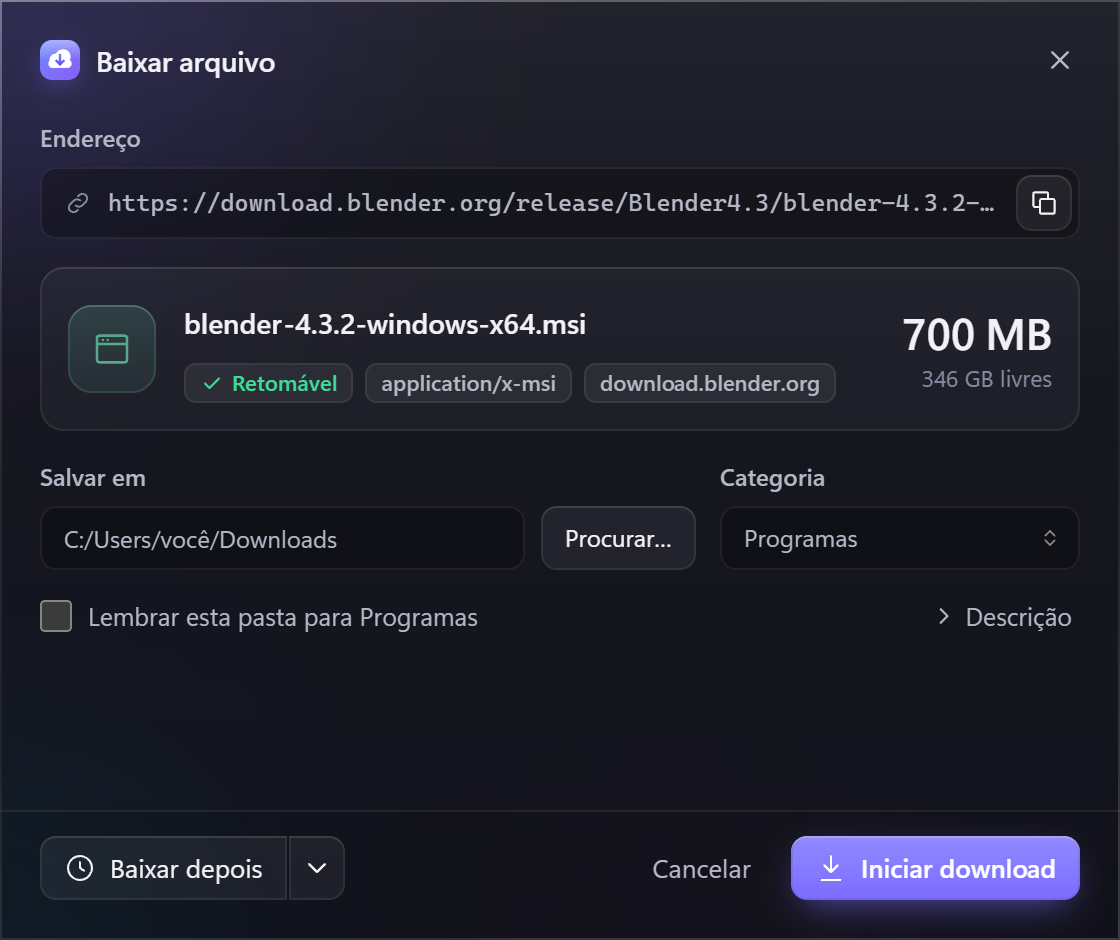 Baixar arquivo
Endereço
https://download.blender.org/release/Blender4.3/blender-4.3.2-…
blender-4.3.2-windows-x64.msi
700 MB
Retomável
application/x-msi
download.blender.org
346 GB livres
Salvar em
Categoria
C:/Users/você/Downloads
Procurar...
Programas
Lembrar esta pasta para Programas
Descrição
Baixar depois
Cancelar
Iniciar download